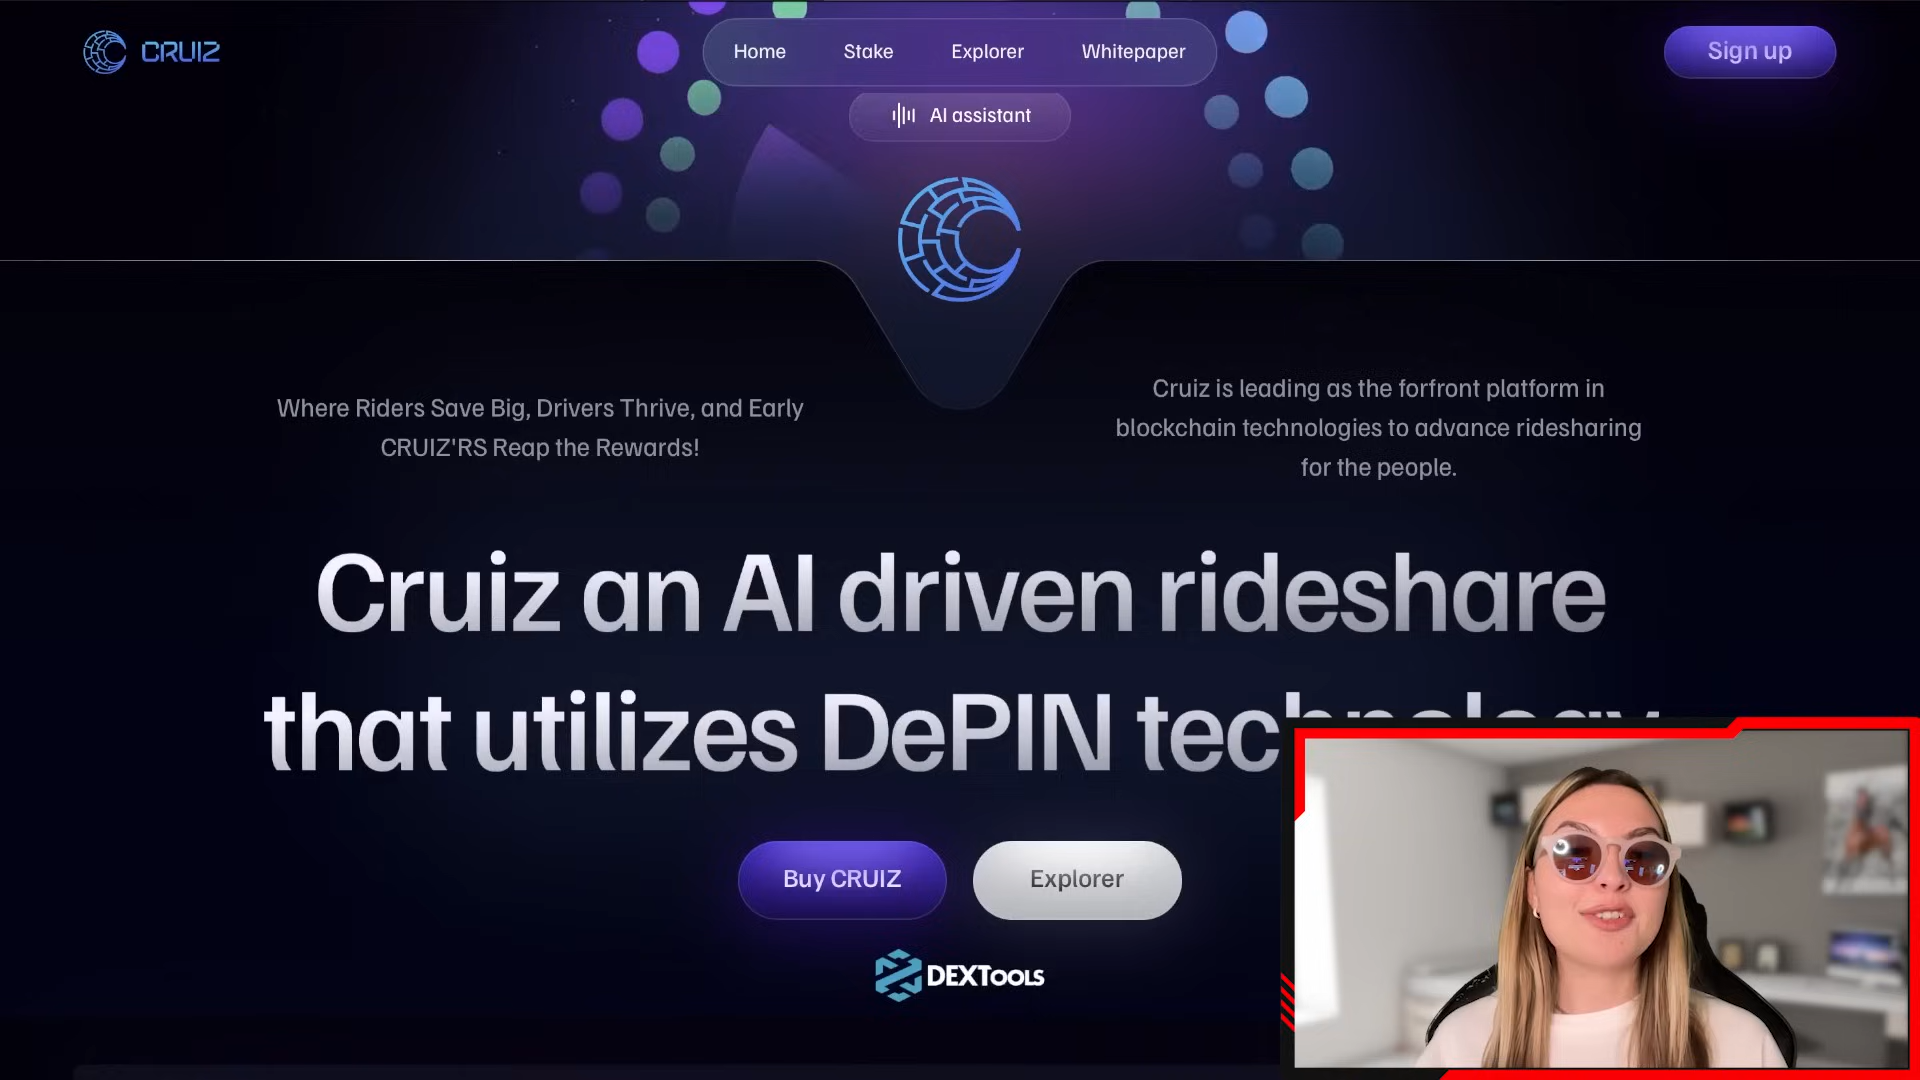 CRUIZ
Home
Stake
Explorer
Whitepaper
Sign up
AI assistant
Where Riders Save Big, Drivers Thrive, and Early
CRUIZ'RS Reap the Rewards!
Cruiz is leading as the forfront platform in
blockchain technologies to advance ridesharing
for the people.
Cruiz an AI driven rideshare
that utilizes DePIN technology
Buy CRUIZ
Explorer
DEXTools